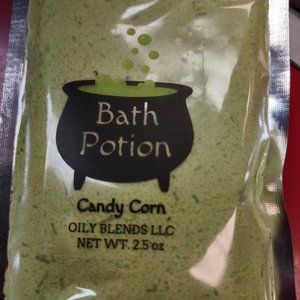 Bath
Potion
Candy Corn
OILY BLENDS LLC
NET WT. 2.5 oz